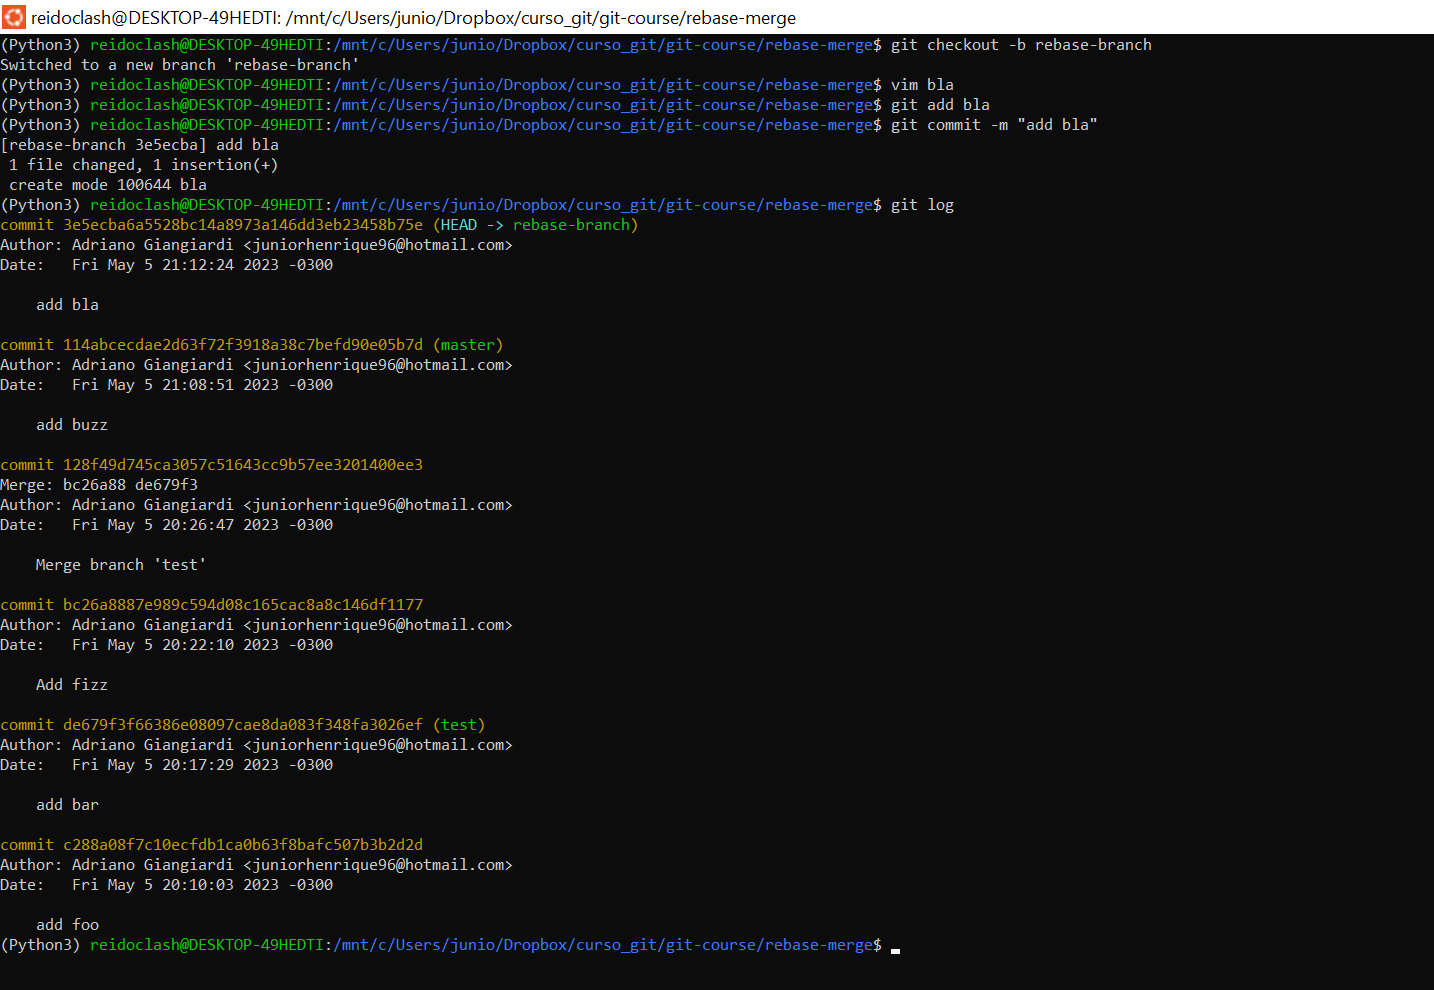 reidoclash@DESKTOP-49HEDTI: /mnt/c/Users/junio/Dropbox/curso_git/git-course/rebase-merge
(Python3) reidoclash@DESKTOP-49HEDTI:/mnt/c/Users/junio/Dropbox/curso_git/git-course/rebase-merge$ git checkout -b rebase-branch
Switched to a new branch 'rebase-branch'
(Python3) reidoclash@DESKTOP-49HEDTI:/mnt/c/Users/junio/Dropbox/curso_git/git-course/rebase-merge$ vim bla
(Python3) reidoclash@DESKTOP-49HEDTI:/mnt/c/Users/junio/Dropbox/curso_git/git-course/rebase-merge$ git add bla
(Python3) reidoclash@DESKTOP-49HEDTI:/mnt/c/Users/junio/Dropbox/curso_git/git-course/rebase-merge$ git commit -m "add bla"
[rebase-branch 3e5ecba] add bla
 1 file changed, 1 insertion(+)
 create mode 100644 bla
(Python3) reidoclash@DESKTOP-49HEDTI:/mnt/c/Users/junio/Dropbox/curso_git/git-course/rebase-merge$ git log
commit 3e5ecba6a5528bc14a8973a146dd3eb23458b75e (HEAD -> rebase-branch)
Author: Adriano Giangiardi <juniorhenrique96@hotmail.com>
Date:   Fri May 5 21:12:24 2023 -0300

    add bla

commit 114abcecdae2d63f72f3918a38c7befd90e05b7d (master)
Author: Adriano Giangiardi <juniorhenrique96@hotmail.com>
Date:   Fri May 5 21:08:51 2023 -0300

    add buzz

commit 128f49d745ca3057c51643cc9b57ee3201400ee3
Merge: bc26a88 de679f3
Author: Adriano Giangiardi <juniorhenrique96@hotmail.com>
Date:   Fri May 5 20:26:47 2023 -0300

    Merge branch 'test'

commit bc26a8887e989c594d08c165cac8a8c146df1177
Author: Adriano Giangiardi <juniorhenrique96@hotmail.com>
Date:   Fri May 5 20:22:10 2023 -0300

    Add fizz

commit de679f3f66386e08097cae8da083f348fa3026ef (test)
Author: Adriano Giangiardi <juniorhenrique96@hotmail.com>
Date:   Fri May 5 20:17:29 2023 -0300

    add bar

commit c288a08f7c10ecfdb1ca0b63f8bafc507b3b2d2d
Author: Adriano Giangiardi <juniorhenrique96@hotmail.com>
Date:   Fri May 5 20:10:03 2023 -0300

    add foo
(Python3) reidoclash@DESKTOP-49HEDTI:/mnt/c/Users/junio/Dropbox/curso_git/git-course/rebase-merge$